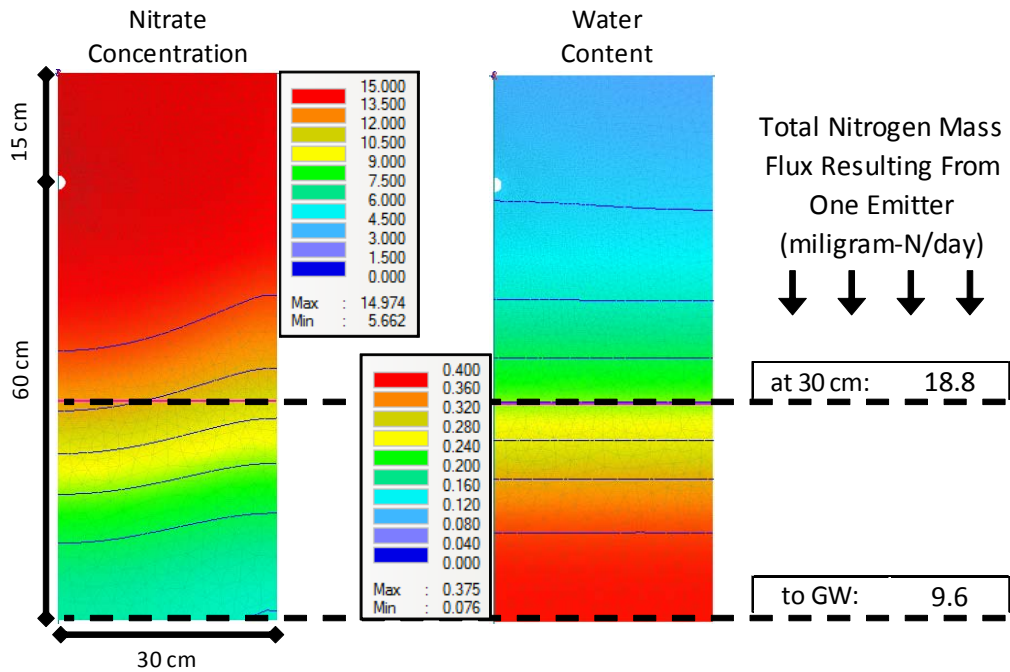 Nitrate
Concentration
Water
Content
15 cm
60 cm
30 cm
15.000
13.500
12.000
10.500
9.000
7.500
6.000
4.500
3.000
1.500
0.000
Max : 14.974
Min : 5.662
0.400
0.360
0.320
0.280
0.240
0.200
0.160
0.120
0.080
0.040
0.000
Max : 0.375
Min : 0.076
Total Nitrogen Mass
Flux Resulting From
One Emitter
(miligram-N/day)
at 30 cm: 18.8
to GW: 9.6